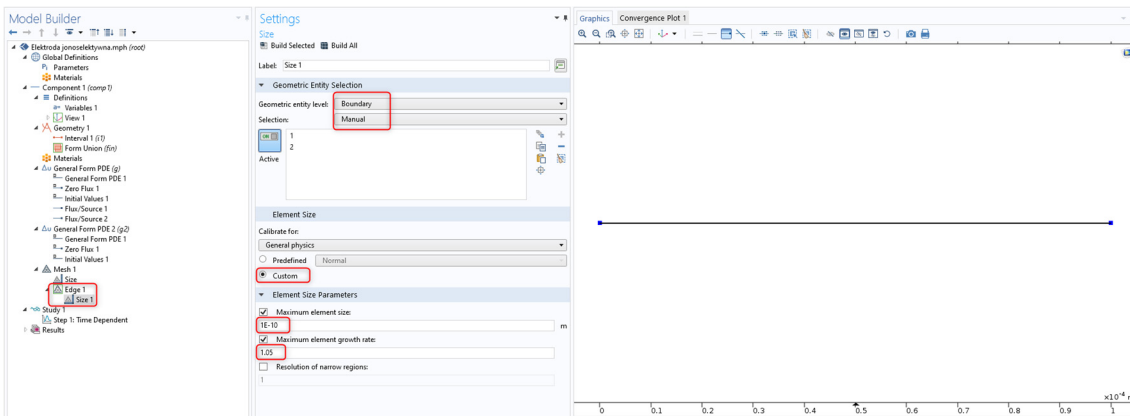 Model Builder
Elektroda jonoselektywna.mph (root)
Global Definitions
Pi Parameters
Materials
Component 1 (comp1)
Definitions
a= Variables 1
View 1
Geometry 1
Interval 1 (i1)
Form Union (fin)
Materials
Δu General Form PDE (g)
General Form PDE 1
Zero Flux 1
Initial Values 1
Flux/Source 1
Flux/Source 2
Δu General Form PDE 2 (g2)
General Form PDE 1
Zero Flux 1
Initial Values 1
Mesh 1
Size
Edge 1
Size 1
Study 1
Step 1: Time Dependent
Results
Settings
Size
Build Selected Build All
Label: Size 1
Geometric Entity Selection
Geometric entity level: Boundary
Selection: Manual
1
2
Active
Element Size
Calibrate for:
General physics
Predefined Normal
Custom
Element Size Parameters
Maximum element size:
1E-10 m
Maximum element growth rate:
1.05
Resolution of narrow regions:
1
Graphics Convergence Plot 1
×10⁻⁴
0 0.1 0.2 0.3 0.4 0.5 0.6 0.7 0.8 0.9 1